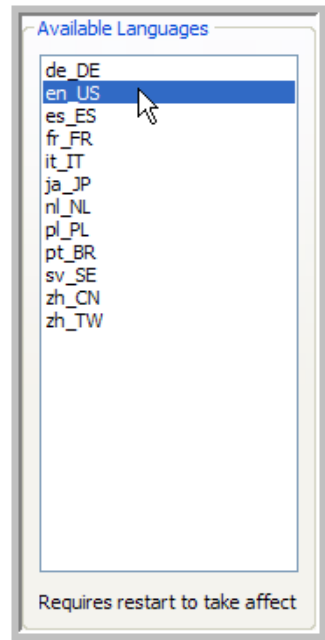 Available Languages
de_DE
en_US
es_ES
fr_FR
it_IT
ja_JP
nl_NL
pl_PL
pt_BR
sv_SE
zh_CN
zh_TW
Requires restart to take affect